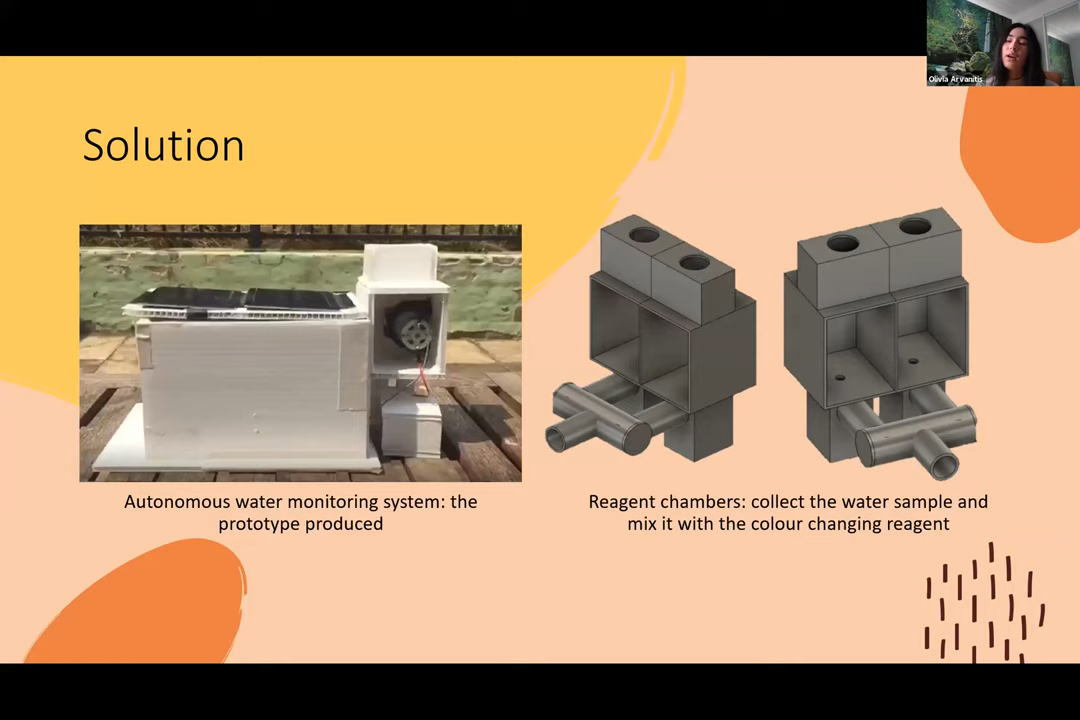 Olivia Arvanitis
Solution
Autonomous water monitoring system: the
prototype produced
Reagent chambers: collect the water sample and
mix it with the colour changing reagent